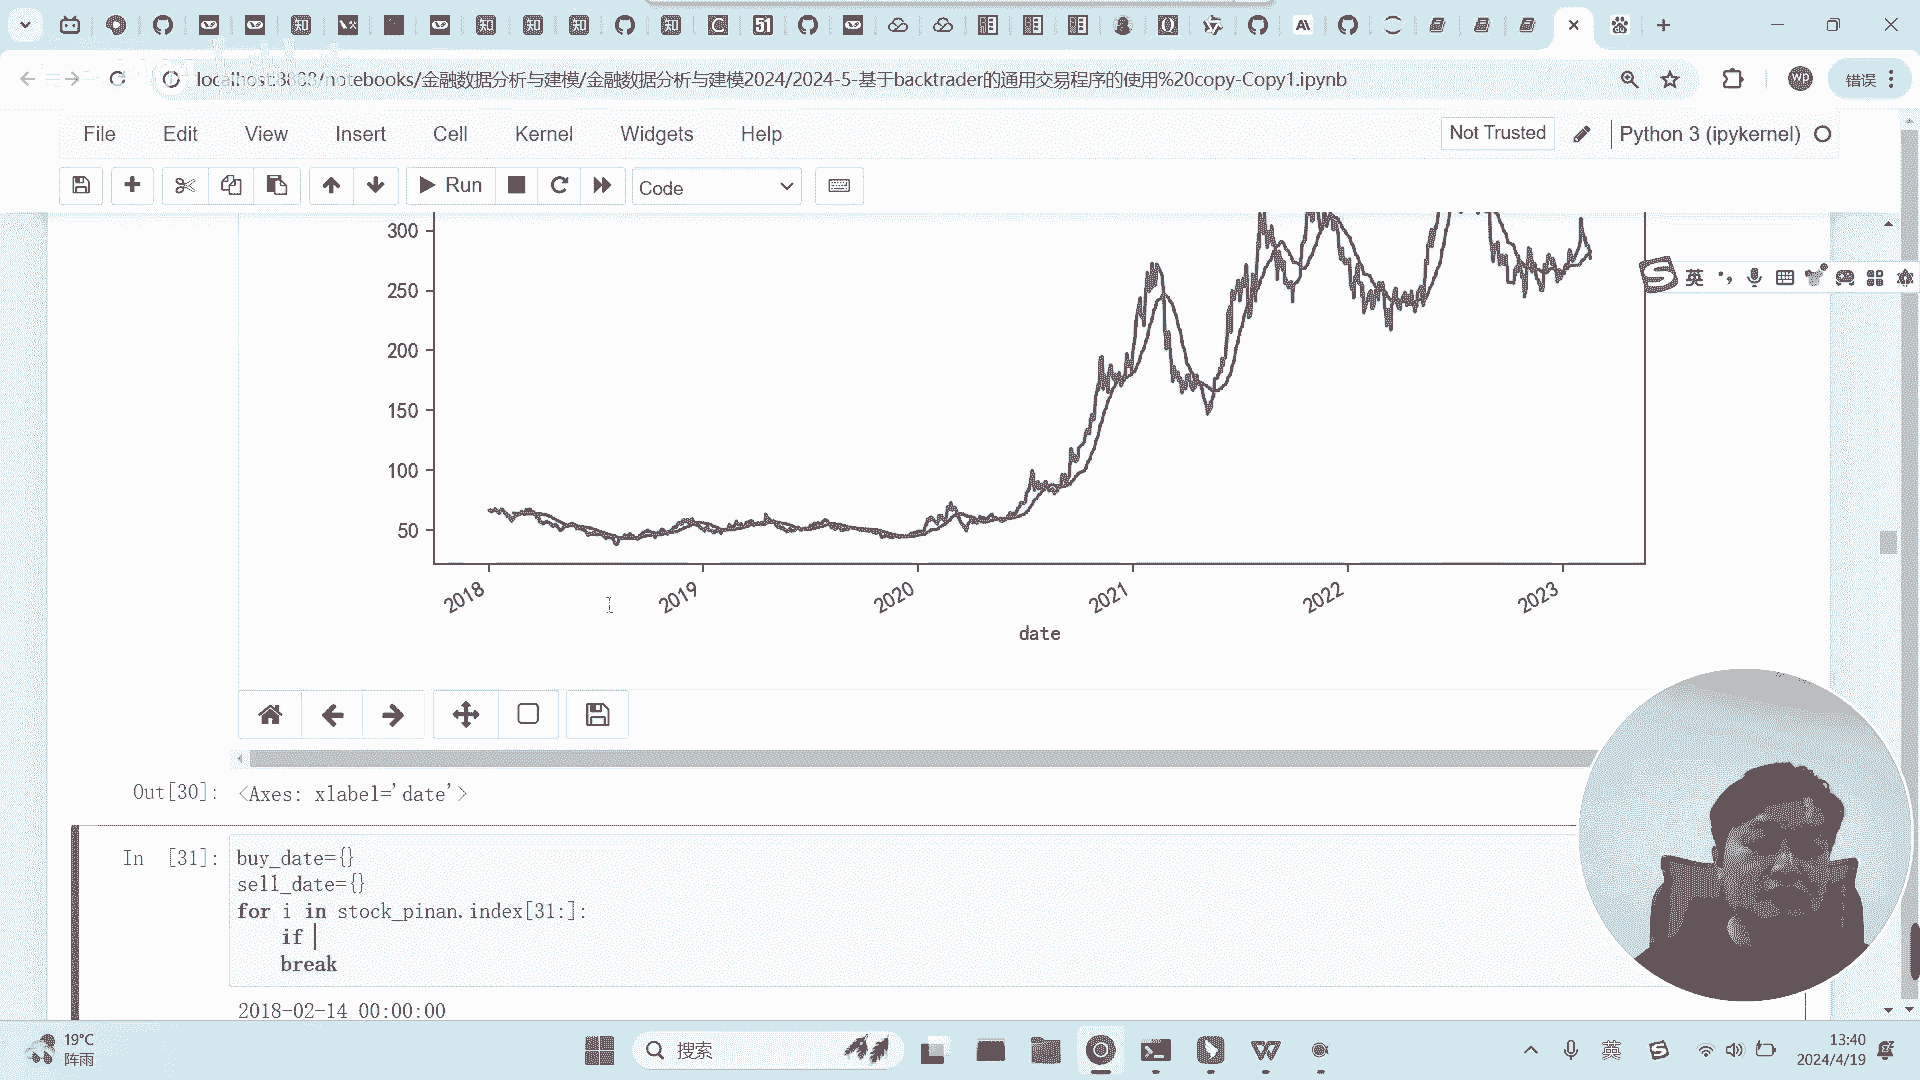 localhost:8888/notebooks/金融数据分析与建模/金融数据分析与建模2024/2024-5-基于backtrader的通用交易程序的使用%20copy-Copy1.ipynb
错误
File Edit View Insert Cell Kernel Widgets Help
Not Trusted
Python 3 (ipykernel)
Run
Code
300
250
200
150
100
50
英
2018 2019 2020 2021 2022 2023
date
Out[30]: <Axes: xlabel='date'>
In [31]: buy_date={}
sell_date={}
for i in stock_pinan.index[31:]:
if
break
2018-02-14 00:00:00
19°C
阵雨
搜索
英
13:40
2024/4/19